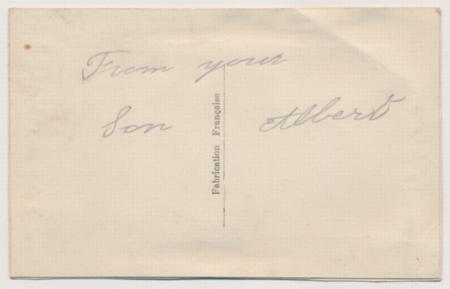 From your
Son Albert
Fabrication Française